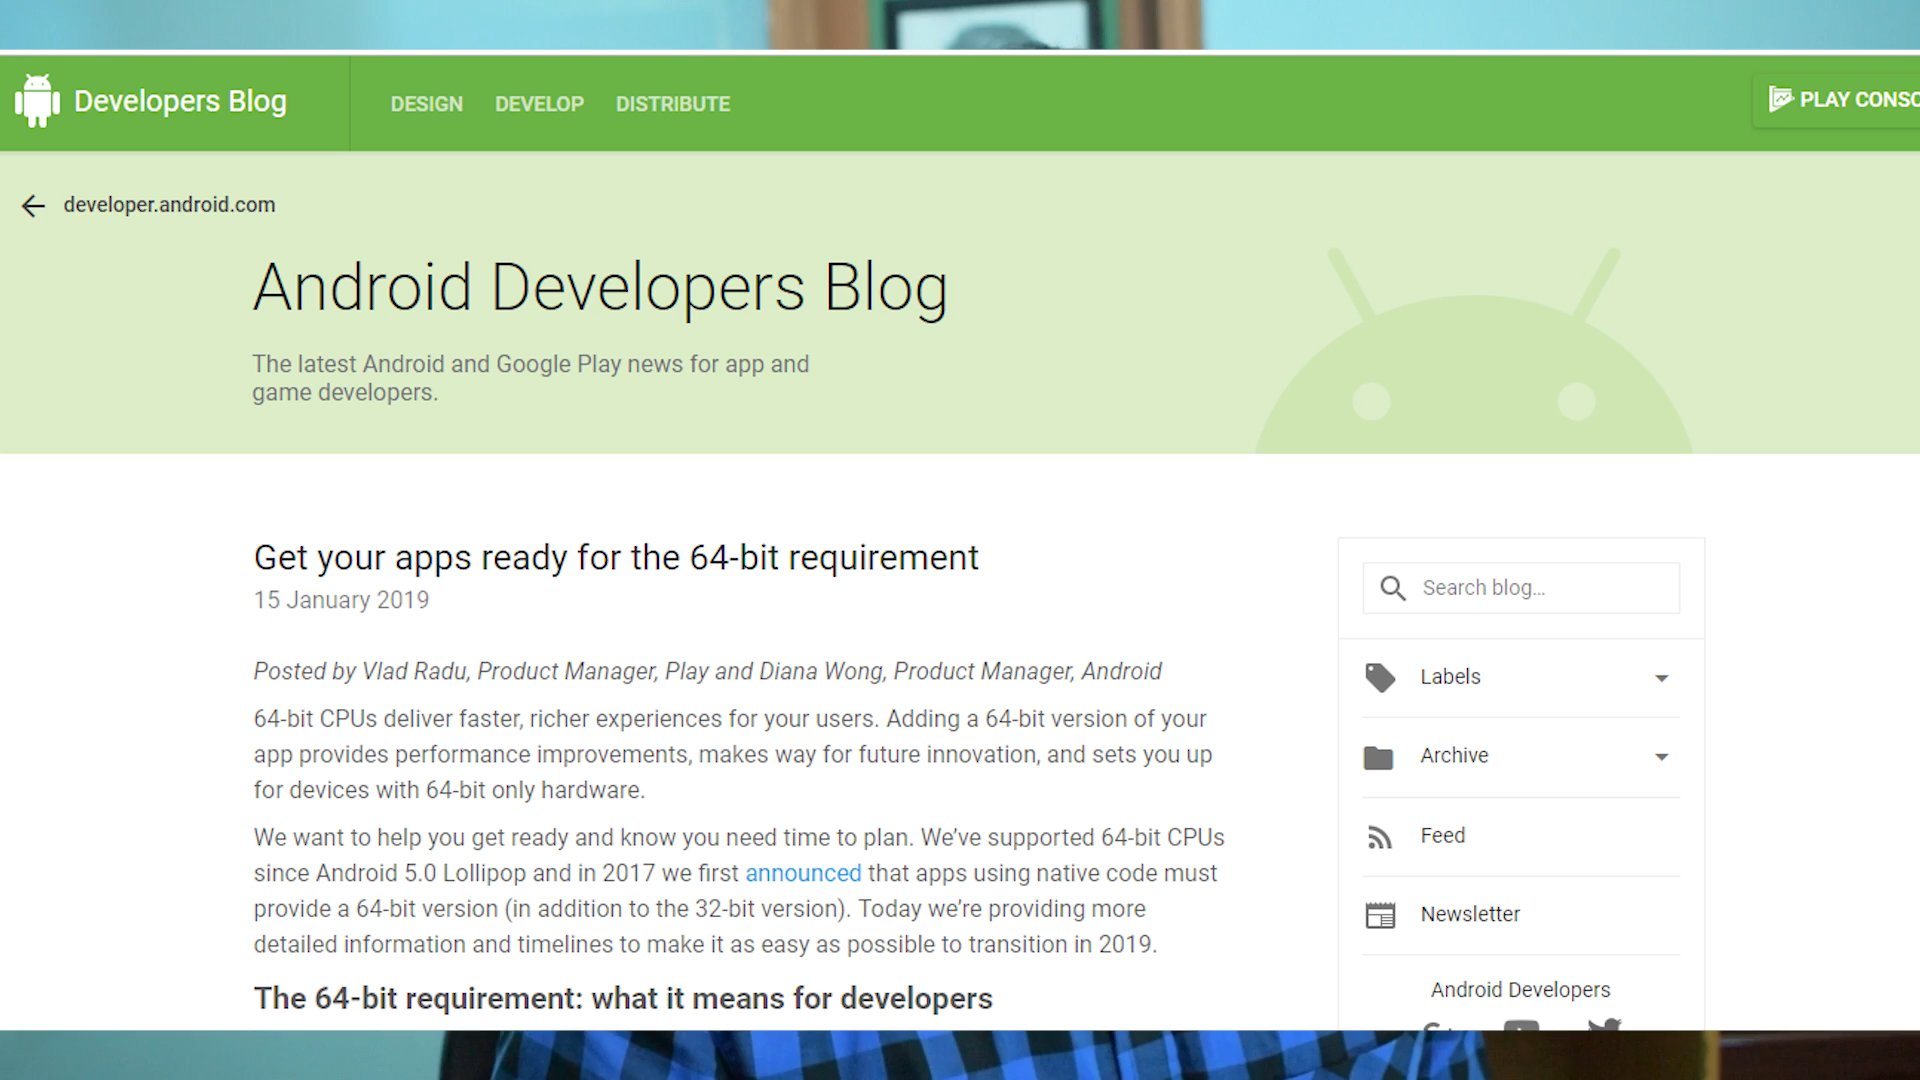 Developers Blog
DESIGN
DEVELOP
DISTRIBUTE
PLAY
developer.android.com
Android Developers Blog
The latest Android and Google Play news for app and
game developers.
Get your apps ready for the 64-bit requirement
15 January 2019
Posted by Vlad Radu, Product Manager, Play and Diana Wong, Product Manager, Android
64-bit CPUs deliver faster, richer experiences for your users. Adding a 64-bit version of your
app provides performance improvements, makes way for future innovation, and sets you up
for devices with 64-bit only hardware.
We want to help you get ready and know you need time to plan. We’ve supported 64-bit CPUs
since Android 5.0 Lollipop and in 2017 we first announced that apps using native code must
provide a 64-bit version (in addition to the 32-bit version). Today we’re providing more
detailed information and timelines to make it as easy as possible to transition in 2019.
The 64-bit requirement: what it means for developers
Search blog...
Labels
Archive
Feed
Newsletter
Android Developers